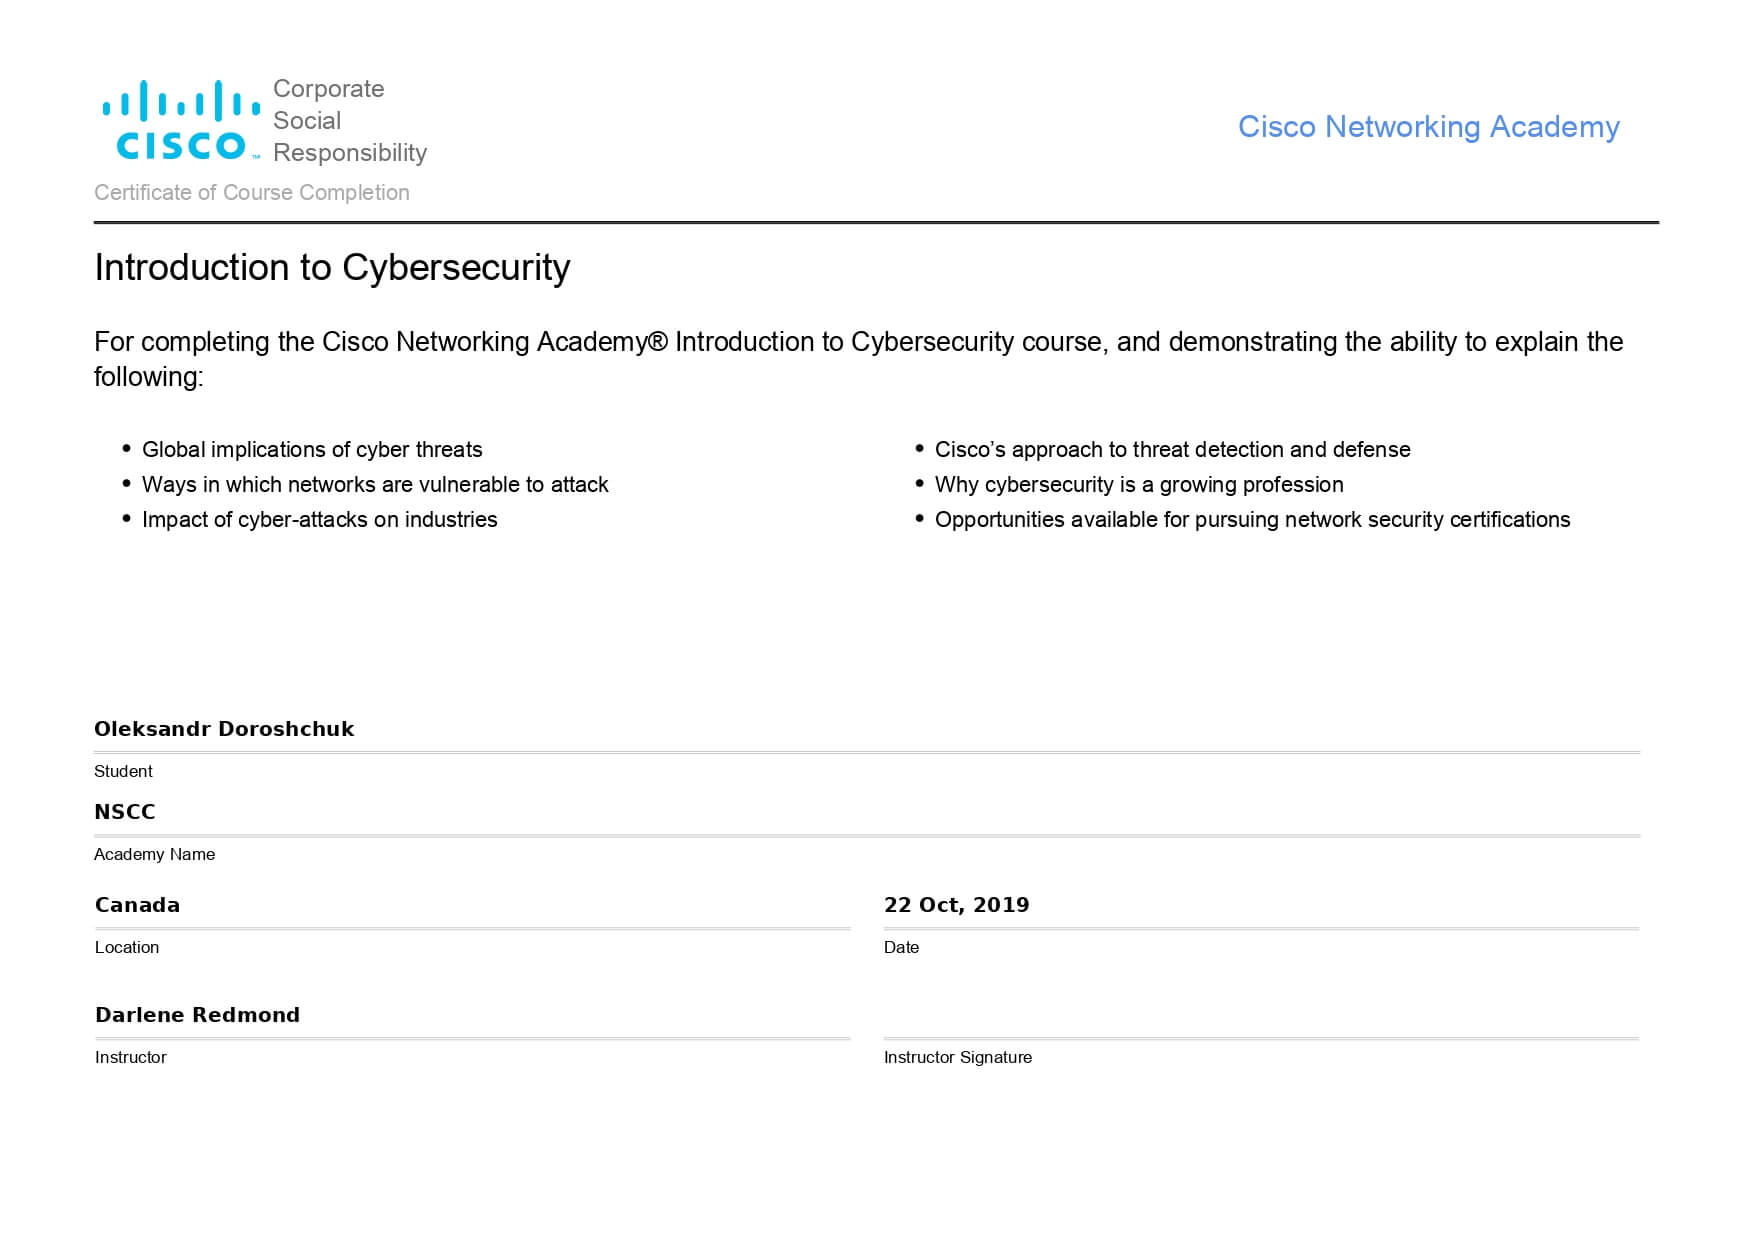 CISCO™
Corporate
Social
Responsibility
Cisco Networking Academy
Certificate of Course Completion
Introduction to Cybersecurity
For completing the Cisco Networking Academy® Introduction to Cybersecurity course, and demonstrating the ability to explain the
following:
• Global implications of cyber threats
• Ways in which networks are vulnerable to attack
• Impact of cyber-attacks on industries
• Cisco’s approach to threat detection and defense
• Why cybersecurity is a growing profession
• Opportunities available for pursuing network security certifications
Oleksandr Doroshchuk
Student
NSCC
Academy Name
Canada
Location
22 Oct, 2019
Date
Darlene Redmond
Instructor
Instructor Signature